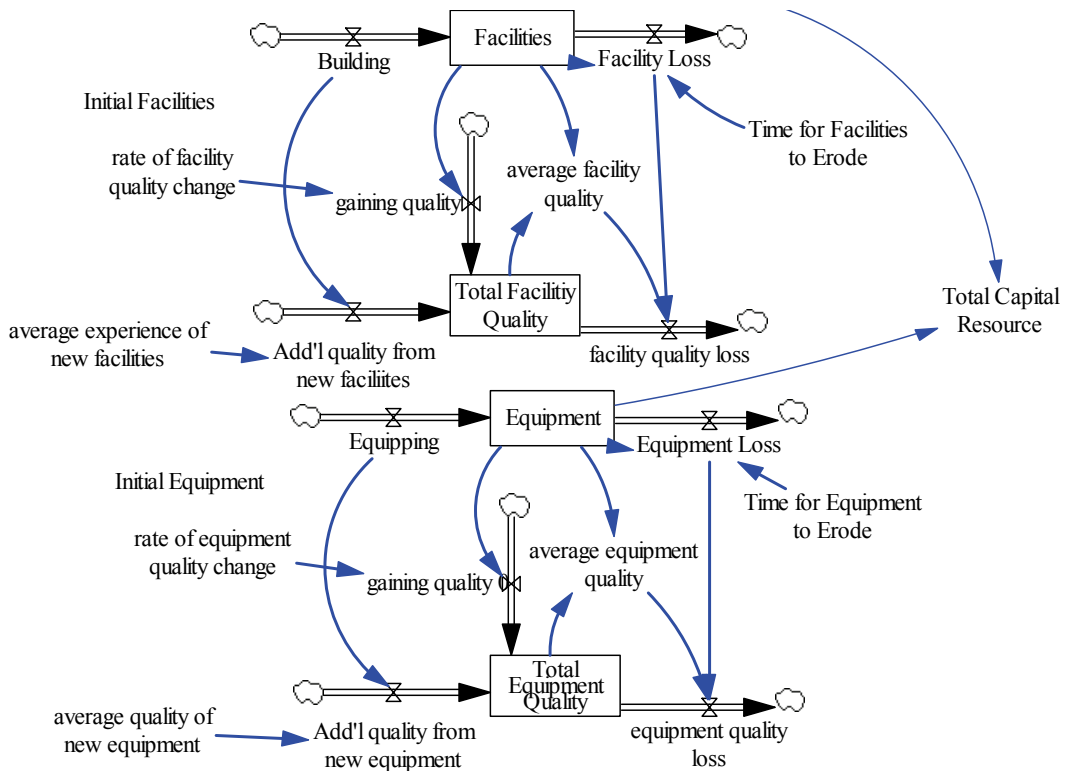 Facilities
Building
Facility Loss
Initial Facilities
Time for Facilities
to Erode
rate of facility
quality change
average facility
quality
gaining quality
Total Facilitiy
Quality
Total Capital
Resource
average experience of
new facilities
Add'l quality from
new faciliites
facility quality loss
Equipment
Equipping
Equipment Loss
Initial Equipment
Time for Equipment
to Erode
rate of equipment
quality change
average equipment
quality
gaining quality
Total
Equipment
Quality
average quality of
new equipment
Add'l quality from
new equipment
equipment quality
loss